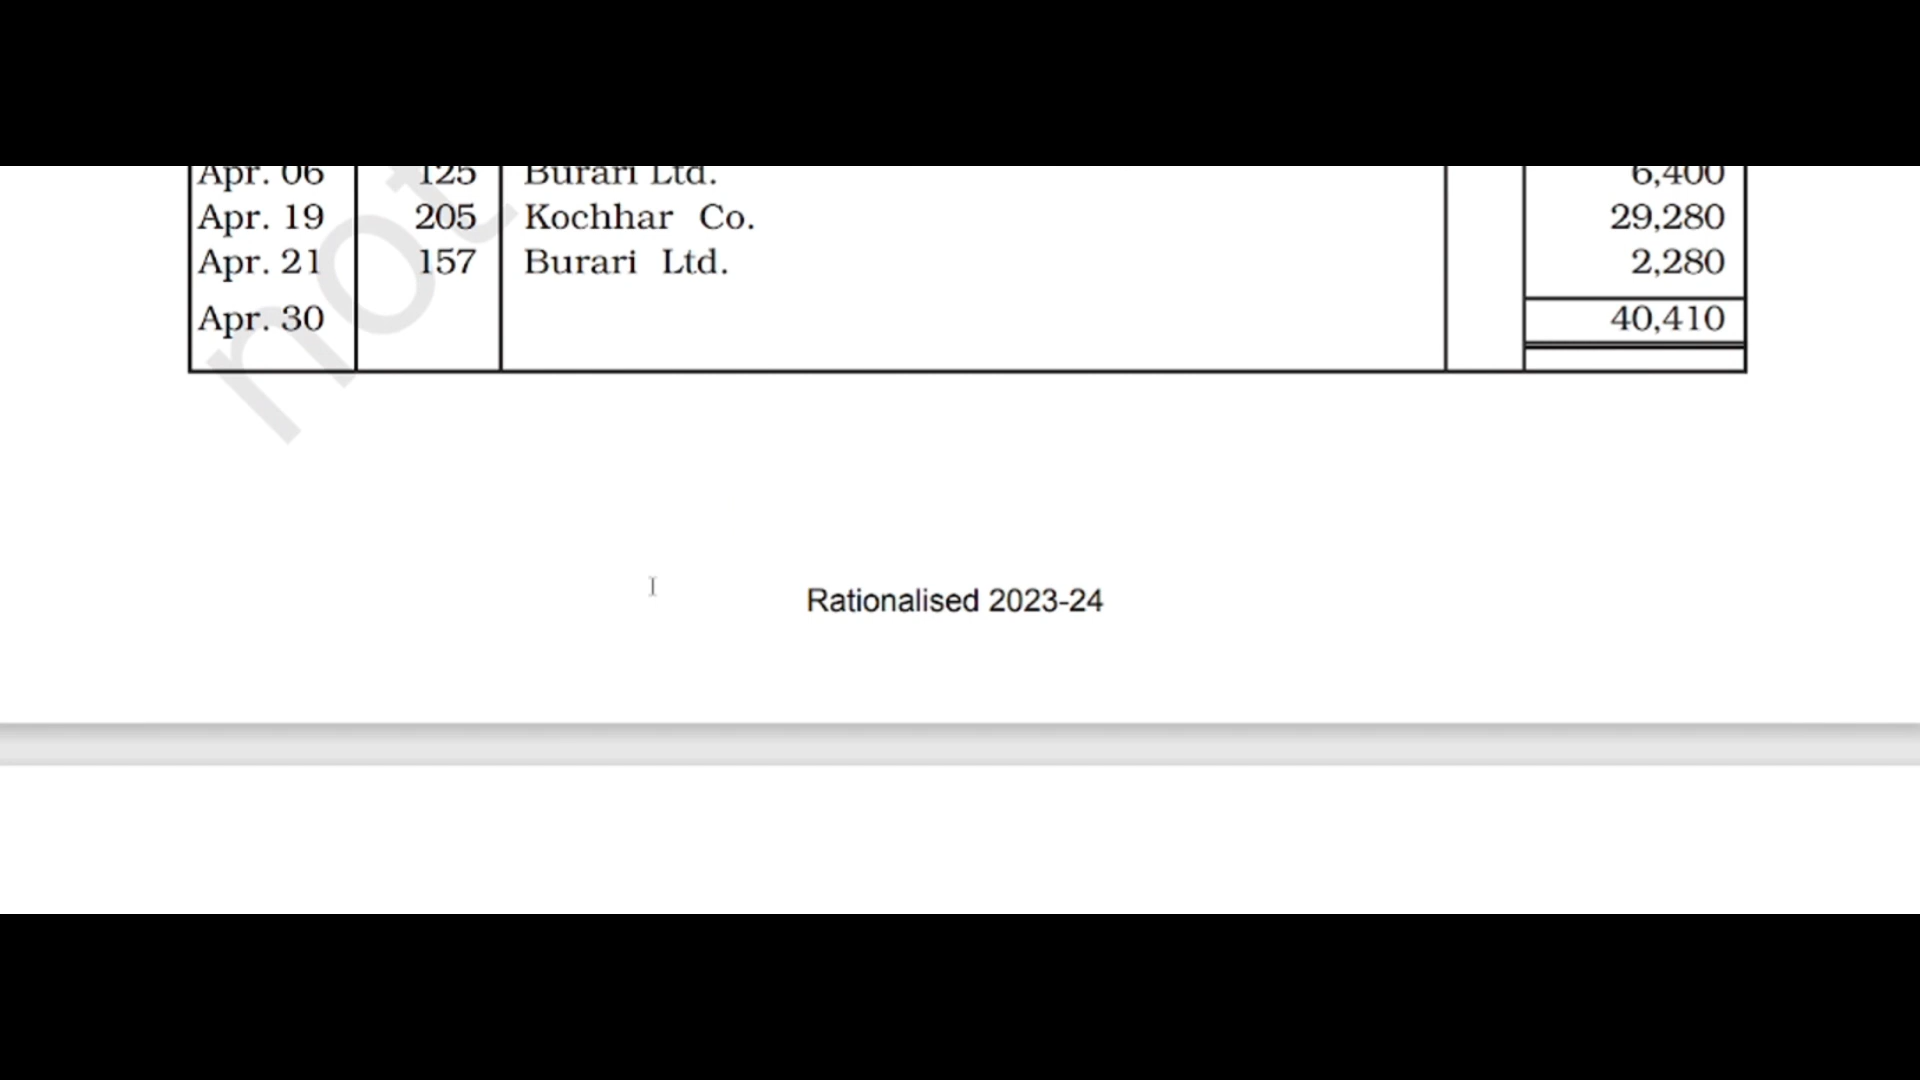 Apr. 06 125 Burari Ltd. 6,400
Apr. 19 205 Kochhar Co. 29,280
Apr. 21 157 Burari Ltd. 2,280
Apr. 30 40,410
not
Rationalised 2023-24